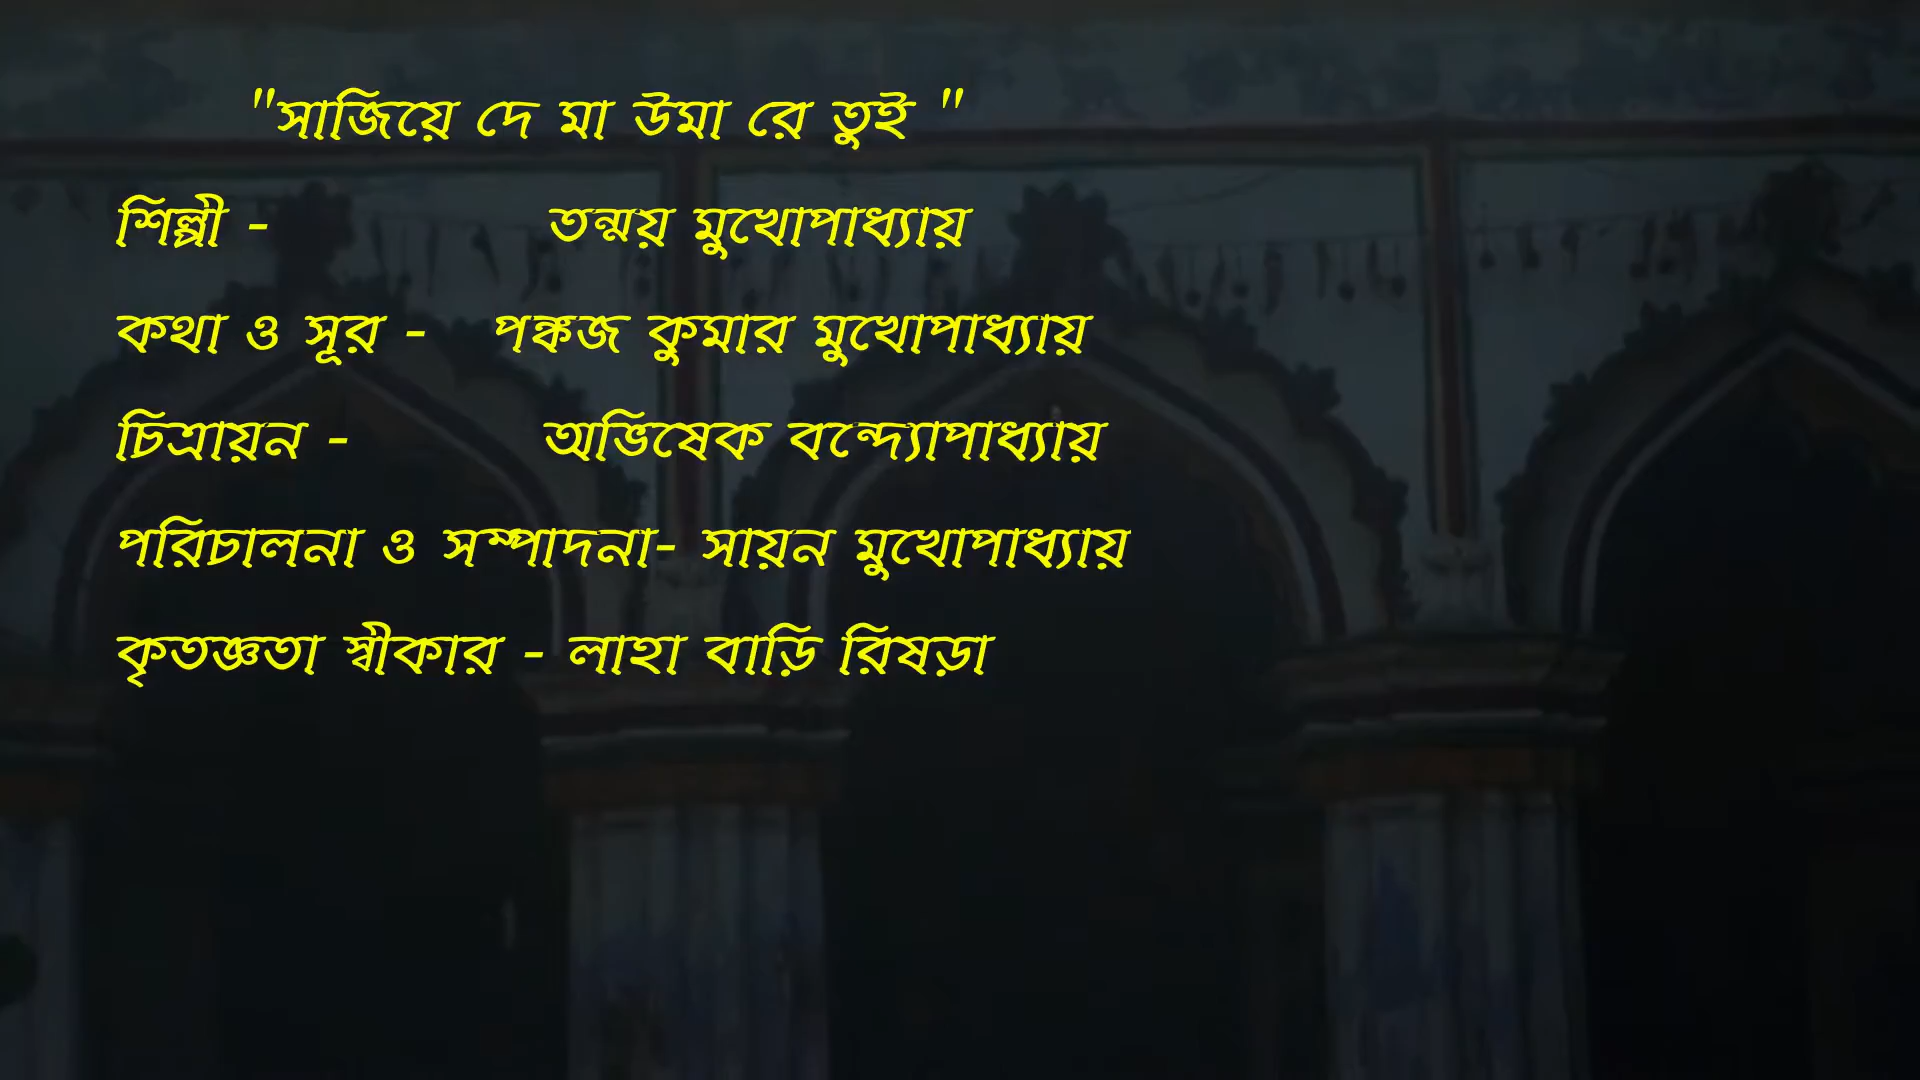 "সাজিয়ে দে মা উমা রে তুই "
শিল্পী - তন্ময় মুখোপাধ্যায়
কথা ও সূর - পঙ্কজ কুমার মুখোপাধ্যায়
চিত্রায়ন - অভিষেক বন্দ্যোপাধ্যায়
পরিচালনা ও সম্পাদনা- সায়ন মুখোপাধ্যায়
কৃতজ্ঞতা স্বীকার - লাহা বাড়ি রিষড়া